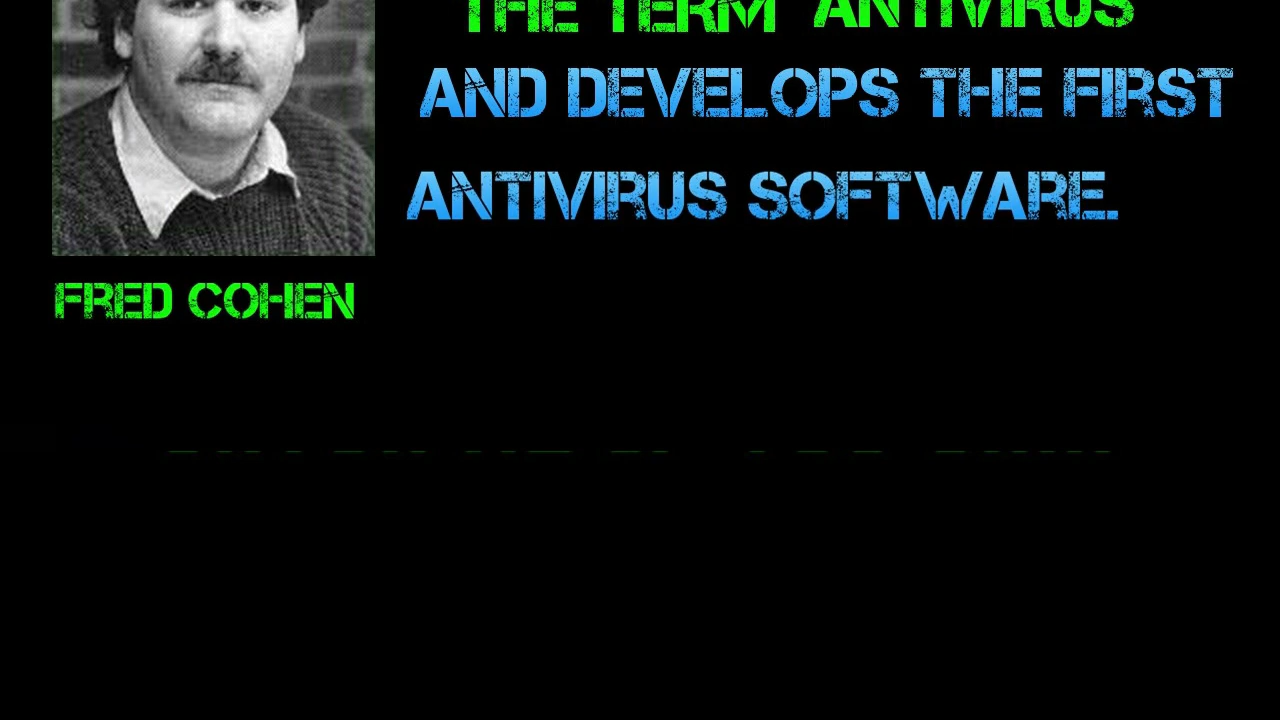 THE TERM ANTIVIRUS
AND DEVELOPS THE FIRST
ANTIVIRUS SOFTWARE.
FRED COHEN